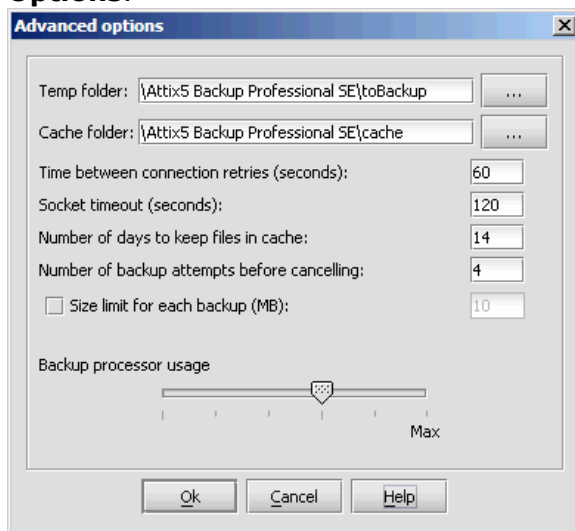 Options.
Advanced options
Temp folder: \Attix5 Backup Professional SE\toBackup ...
Cache folder: \Attix5 Backup Professional SE\cache ...
Time between connection retries (seconds): 60
Socket timeout (seconds): 120
Number of days to keep files in cache: 14
Number of backup attempts before cancelling: 4
Size limit for each backup (MB): 10
Backup processor usage
Max
Ok Cancel Help